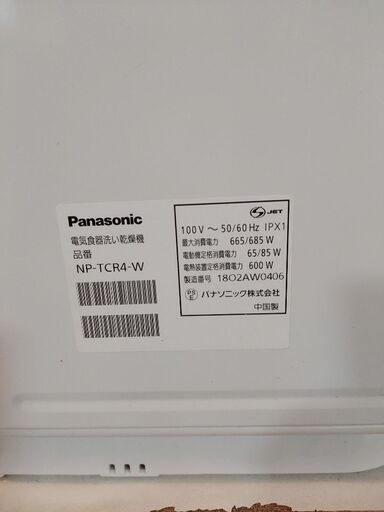 Panasonic
電気食器洗い乾燥機
品番
NP-TCR4-W
JET
100V～50/60Hz IPX1
最大消費電力 665/685W
電動機定格消費電力 65/85W
電熱装置定格消費電力 600W
製造番号 1802AW0406
PS E パナソニック株式会社
中国製